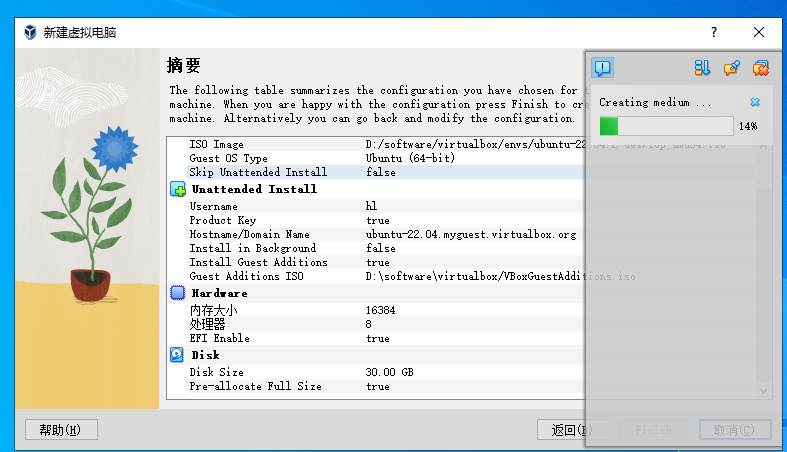 新建虚拟电脑
?
摘要
The following table summarizes the configuration you have chosen for t
machine. When you are happy with the configuration press Finish to cre
machine. Alternatively you can go back and modify the configuration.
Creating medium ...
14%
ISO Image D:/software/virtualbox/envs/ubuntu-22.04.2-desktop-amd64.iso
Guest OS Type Ubuntu (64-bit)
Skip Unattended Install false
Unattended Install
Username hl
Product Key true
Hostname/Domain Name ubuntu-22.04.myguest.virtualbox.org
Install in Background false
Install Guest Additions true
Guest Additions ISO D:\software\virtualbox/VBoxGuestAdditions.iso
Hardware
内存大小 16384
处理器 8
EFI Enable true
Disk
Disk Size 30.00 GB
Pre-allocate Full Size true
帮助(H) 返回(B) Finish 取消(C)